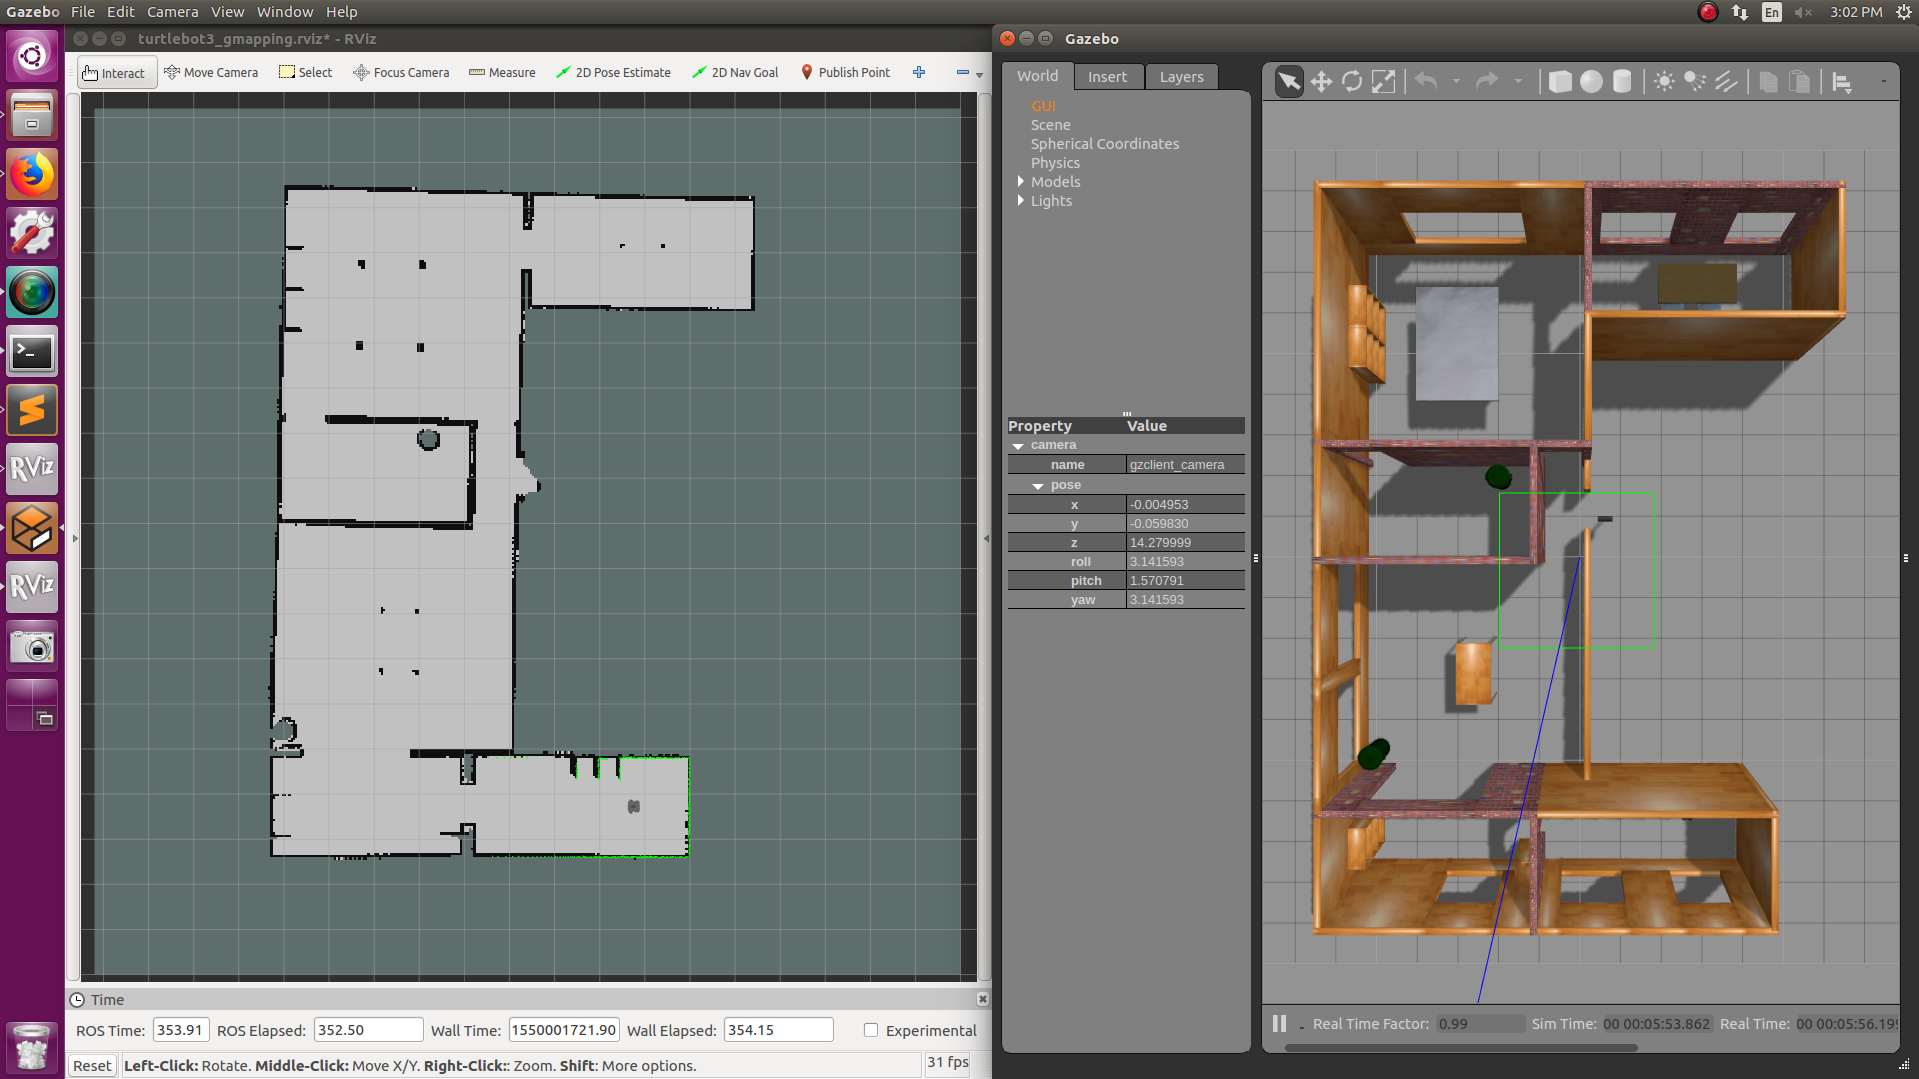 Gazebo File Edit Camera View Window Help
En 3:02 PM
turtlebot3_gmapping.rviz* - RViz
Gazebo
Interact Move Camera Select Focus Camera Measure 2D Pose Estimate 2D Nav Goal Publish Point
World Insert Layers
GUI
Scene
Spherical Coordinates
Physics
Models
Lights
Property Value
camera
name gzclient_camera
pose
x -0.004953
y -0.059830
z 14.279999
roll 3.141593
pitch 1.570791
yaw 3.141593
RViz
RViz
Time
ROS Time: 353.91 ROS Elapsed: 352.50 Wall Time: 1550001721.90 Wall Elapsed: 354.15 Experimental
Reset Left-Click: Rotate. Middle-Click: Move X/Y. Right-Click:: Zoom. Shift: More options. 31 fps
Real Time Factor: 0.99 Sim Time: 00 00:05:53.862 Real Time: 00 00:05:56.199